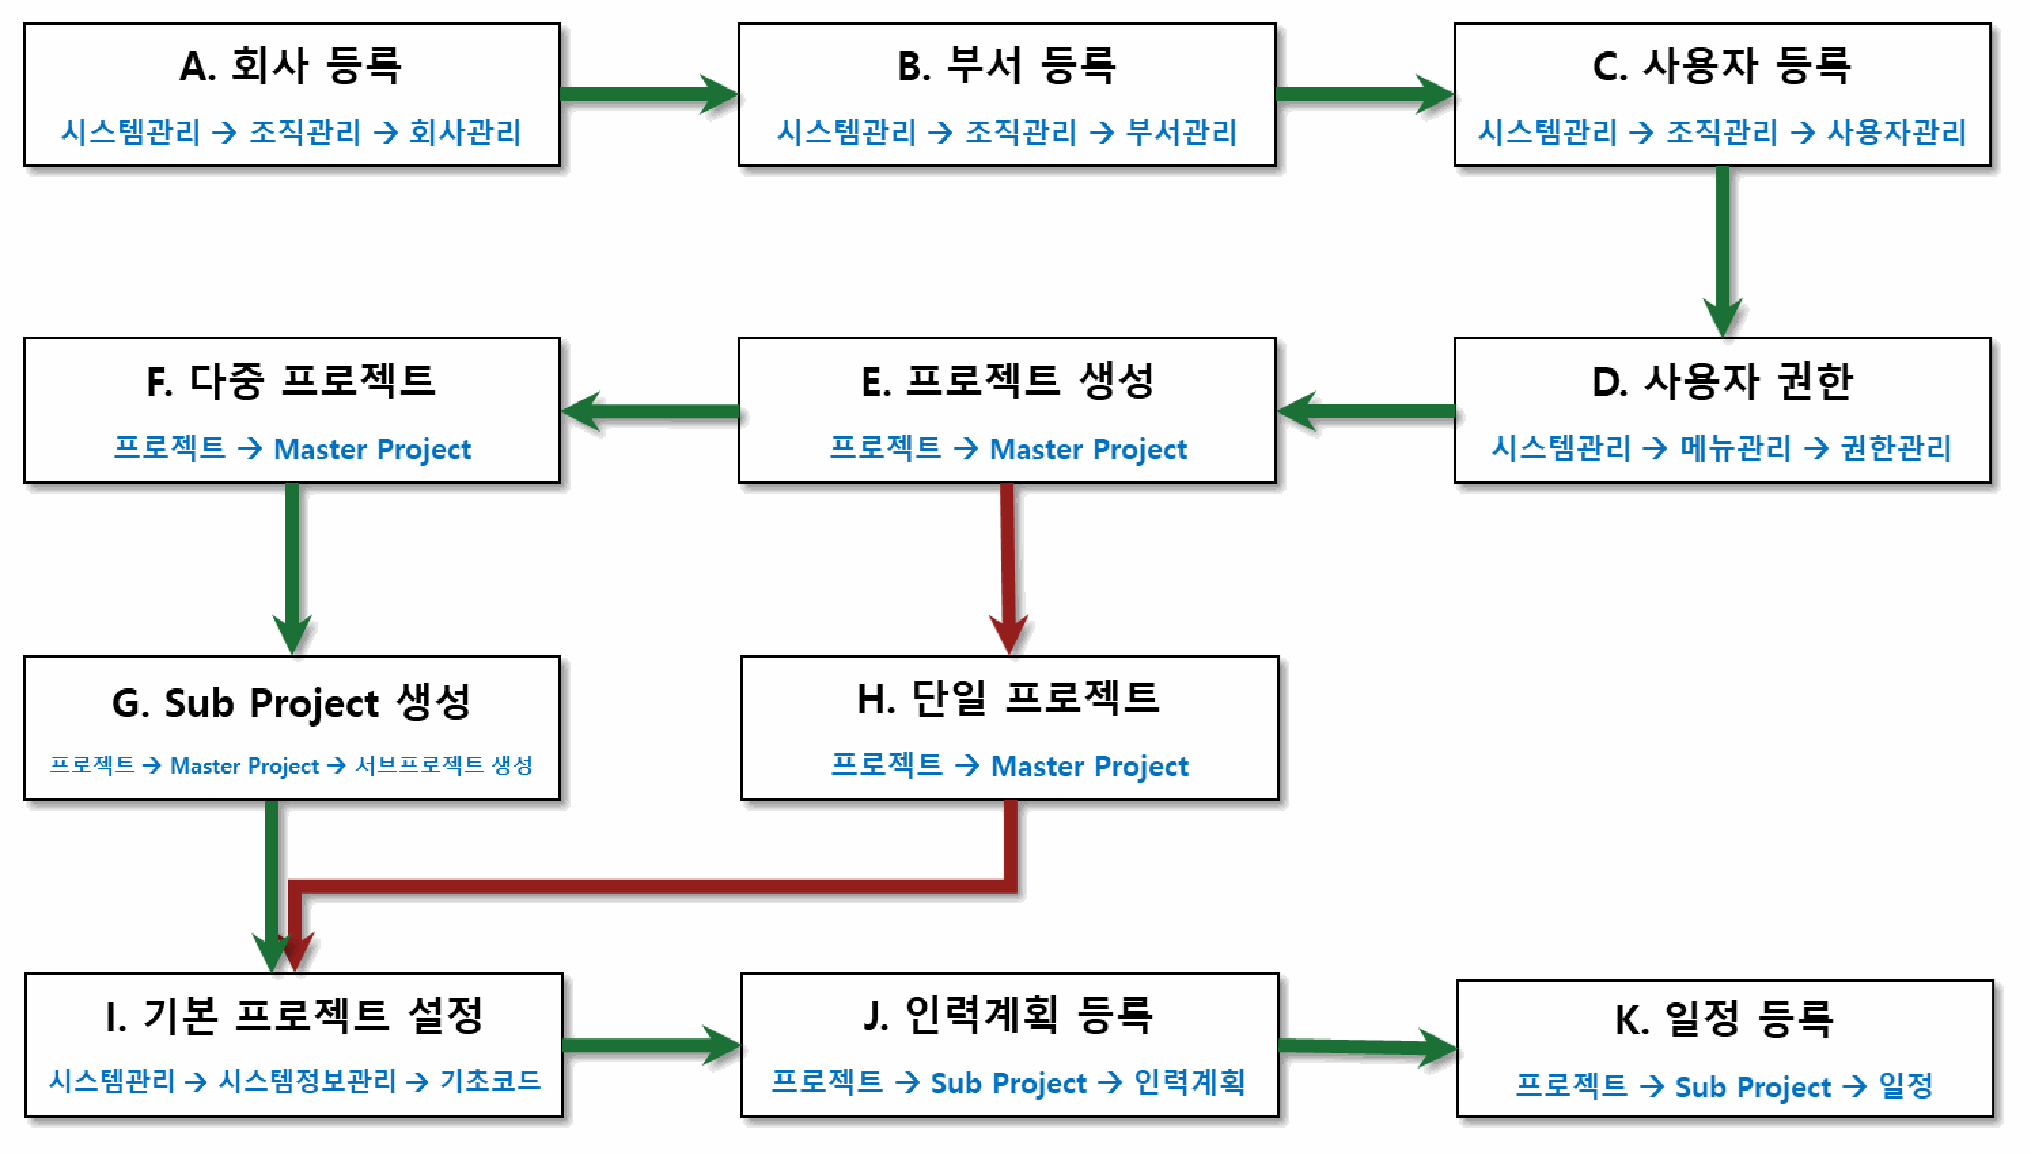 A. 회사 등록
시스템관리 → 조직관리 → 회사관리
B. 부서 등록
시스템관리 → 조직관리 → 부서관리
C. 사용자 등록
시스템관리 → 조직관리 → 사용자관리
F. 다중 프로젝트
프로젝트 → Master Project
E. 프로젝트 생성
프로젝트 → Master Project
D. 사용자 권한
시스템관리 → 메뉴관리 → 권한관리
G. Sub Project 생성
프로젝트 → Master Project → 서브프로젝트 생성
H. 단일 프로젝트
프로젝트 → Master Project
I. 기본 프로젝트 설정
시스템관리 → 시스템정보관리 → 기초코드
J. 인력계획 등록
프로젝트 → Sub Project → 인력계획
K. 일정 등록
프로젝트 → Sub Project → 일정